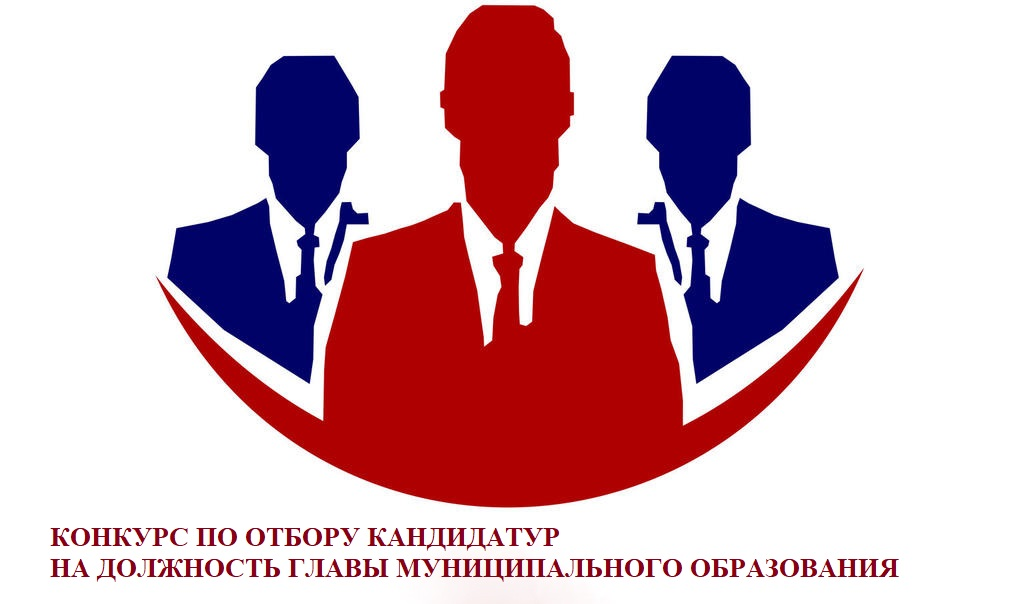 КОНКУРС ПО ОТБОРУ КАНДИДАТУР
НА ДОЛЖНОСТЬ ГЛАВЫ МУНИЦИПАЛЬНОГО ОБРАЗОВАНИЯ